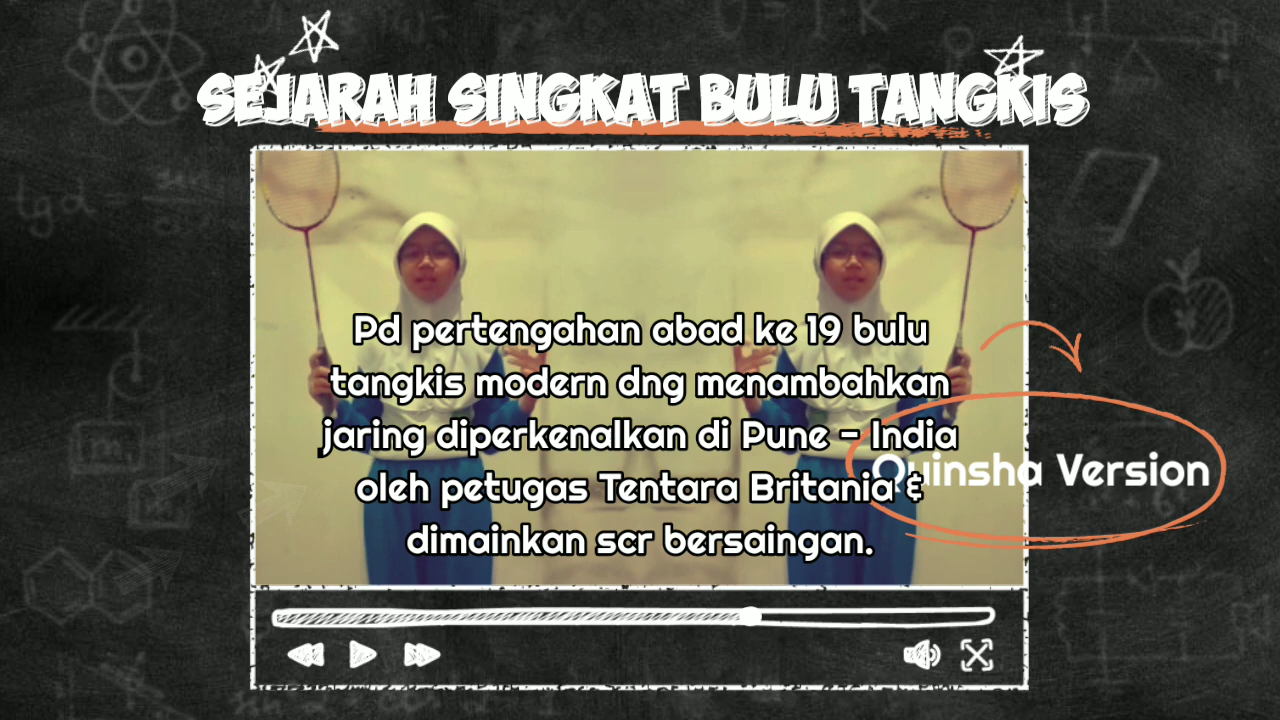 SEJARAH SINGKAT BULU TANGKIS
Pd pertengahan abad ke 19 bulu
tangkis modern dng menambahkan
jaring diperkenalkan di Pune - India
oleh petugas Tentara Britania &
dimainkan scr bersaingan.
Quinsha Version